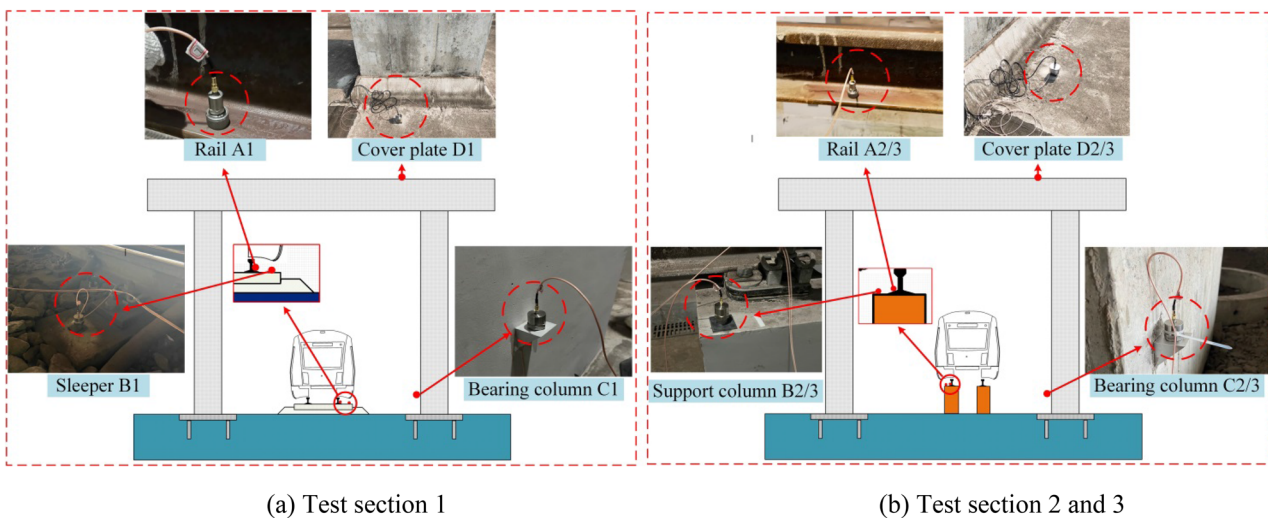 Rail A1
Cover plate D1
Sleeper B1
Bearing column C1
Rail A2/3
Cover plate D2/3
Support column B2/3
Bearing column C2/3
(a) Test section 1
(b) Test section 2 and 3